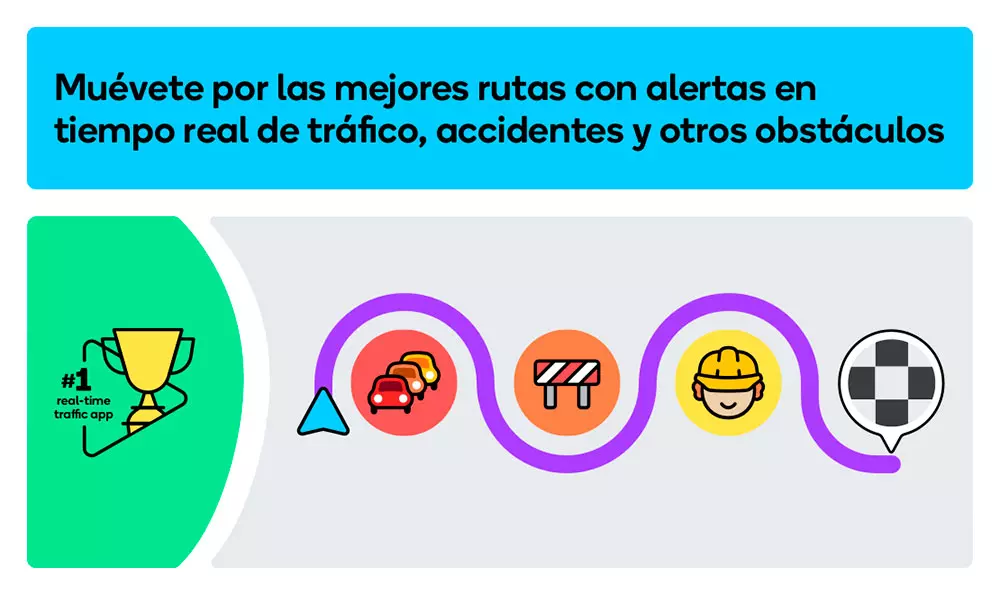 Muévete por las mejores rutas con alertas en
tiempo real de tráfico, accidentes y otros obstáculos
#1
real-time
traffic app